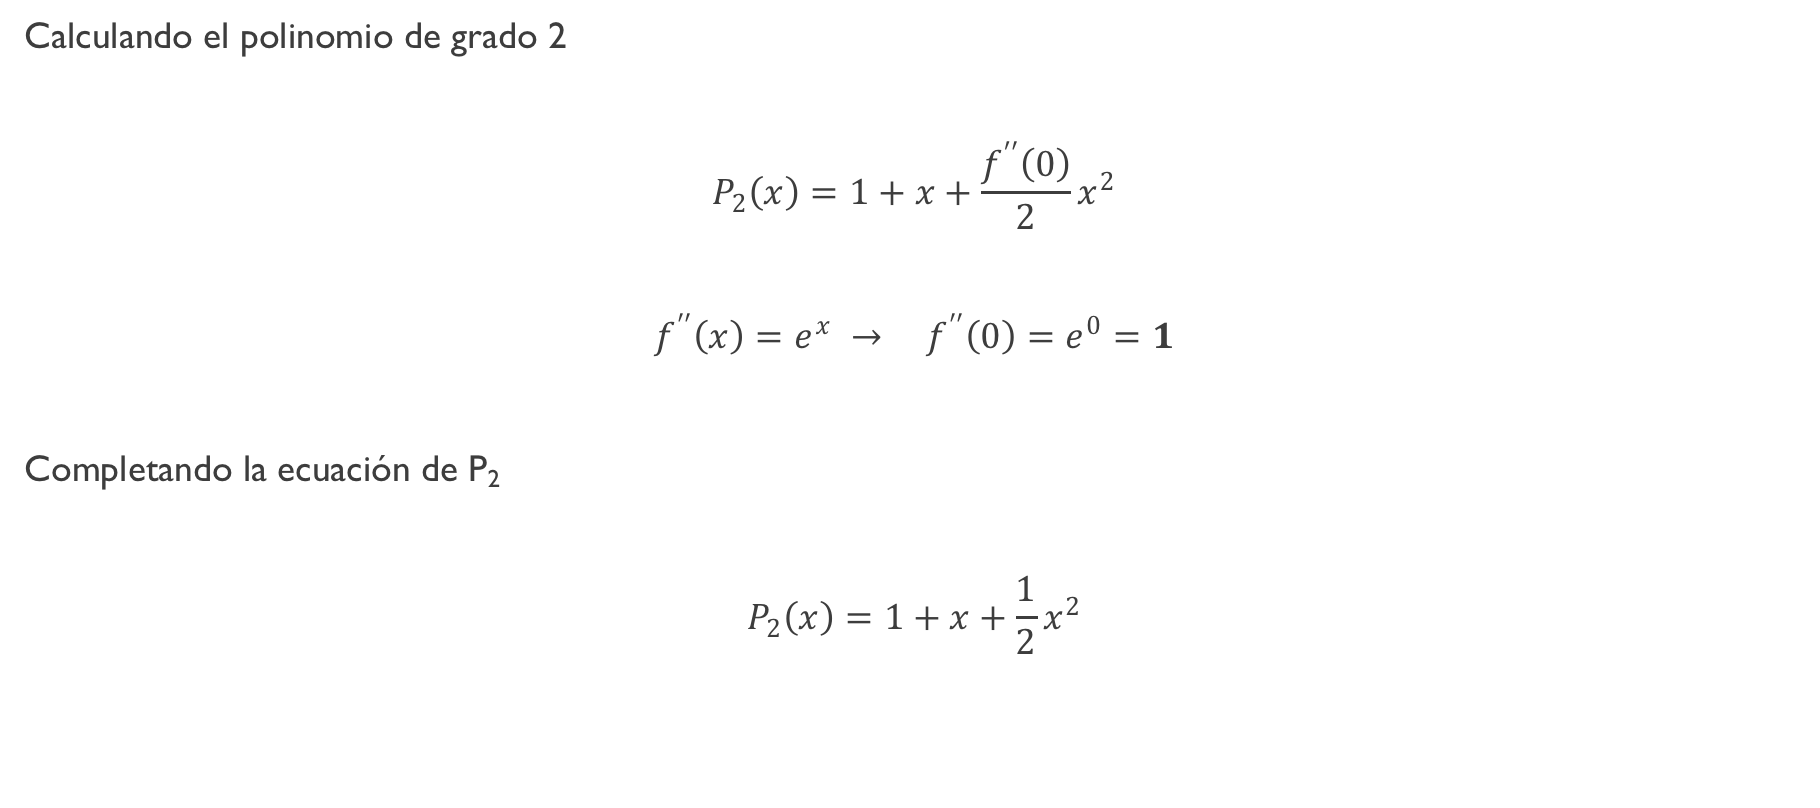 Calculando el polinomio de grado 2
P₂(x) = 1 + x + f″(0)/2 x²
f″(x) = eˣ → f″(0) = e⁰ = 1
Completando la ecuación de P₂
P₂(x) = 1 + x + 1/2 x²